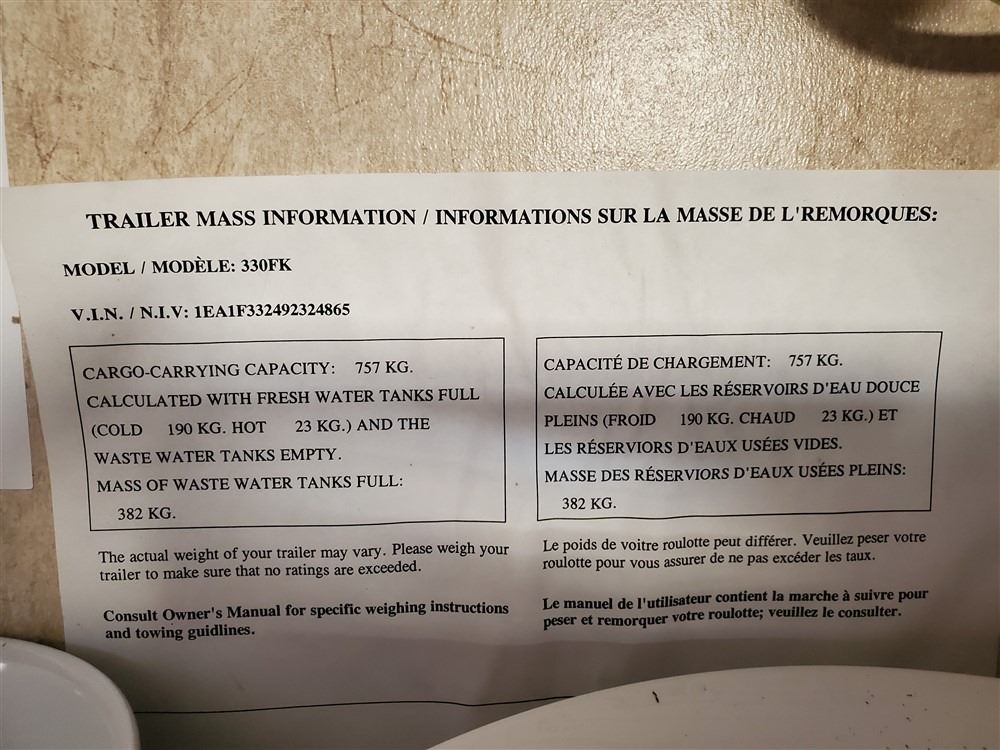 TRAILER MASS INFORMATION / INFORMATIONS SUR LA MASSE DE L'REMORQUES:
MODEL / MODÈLE: 330FK
V.I.N. / N.I.V: 1EA1F332492324865
CARGO-CARRYING CAPACITY: 757 KG.
CALCULATED WITH FRESH WATER TANKS FULL
(COLD 190 KG. HOT 23 KG.) AND THE
WASTE WATER TANKS EMPTY.
MASS OF WASTE WATER TANKS FULL:
382 KG.
CAPACITÉ DE CHARGEMENT: 757 KG.
CALCULÉE AVEC LES RÉSERVOIRS D'EAU DOUCE
PLEINS (FROID 190 KG. CHAUD 23 KG.) ET
LES RÉSERVIORS D'EAUX USÉES VIDES.
MASSE DES RÉSERVIORS D'EAUX USÉES PLEINS:
382 KG.
The actual weight of your trailer may vary. Please weigh your
trailer to make sure that no ratings are exceeded.
Consult Owner's Manual for specific weighing instructions
and towing guidlines.
Le poids de voitre roulotte peut différer. Veuillez peser votre
roulotte pour vous assurer de ne pas excéder les taux.
Le manuel de l'utilisateur contient la marche à suivre pour
peser et remorquer votre roulotte; veuillez le consulter.